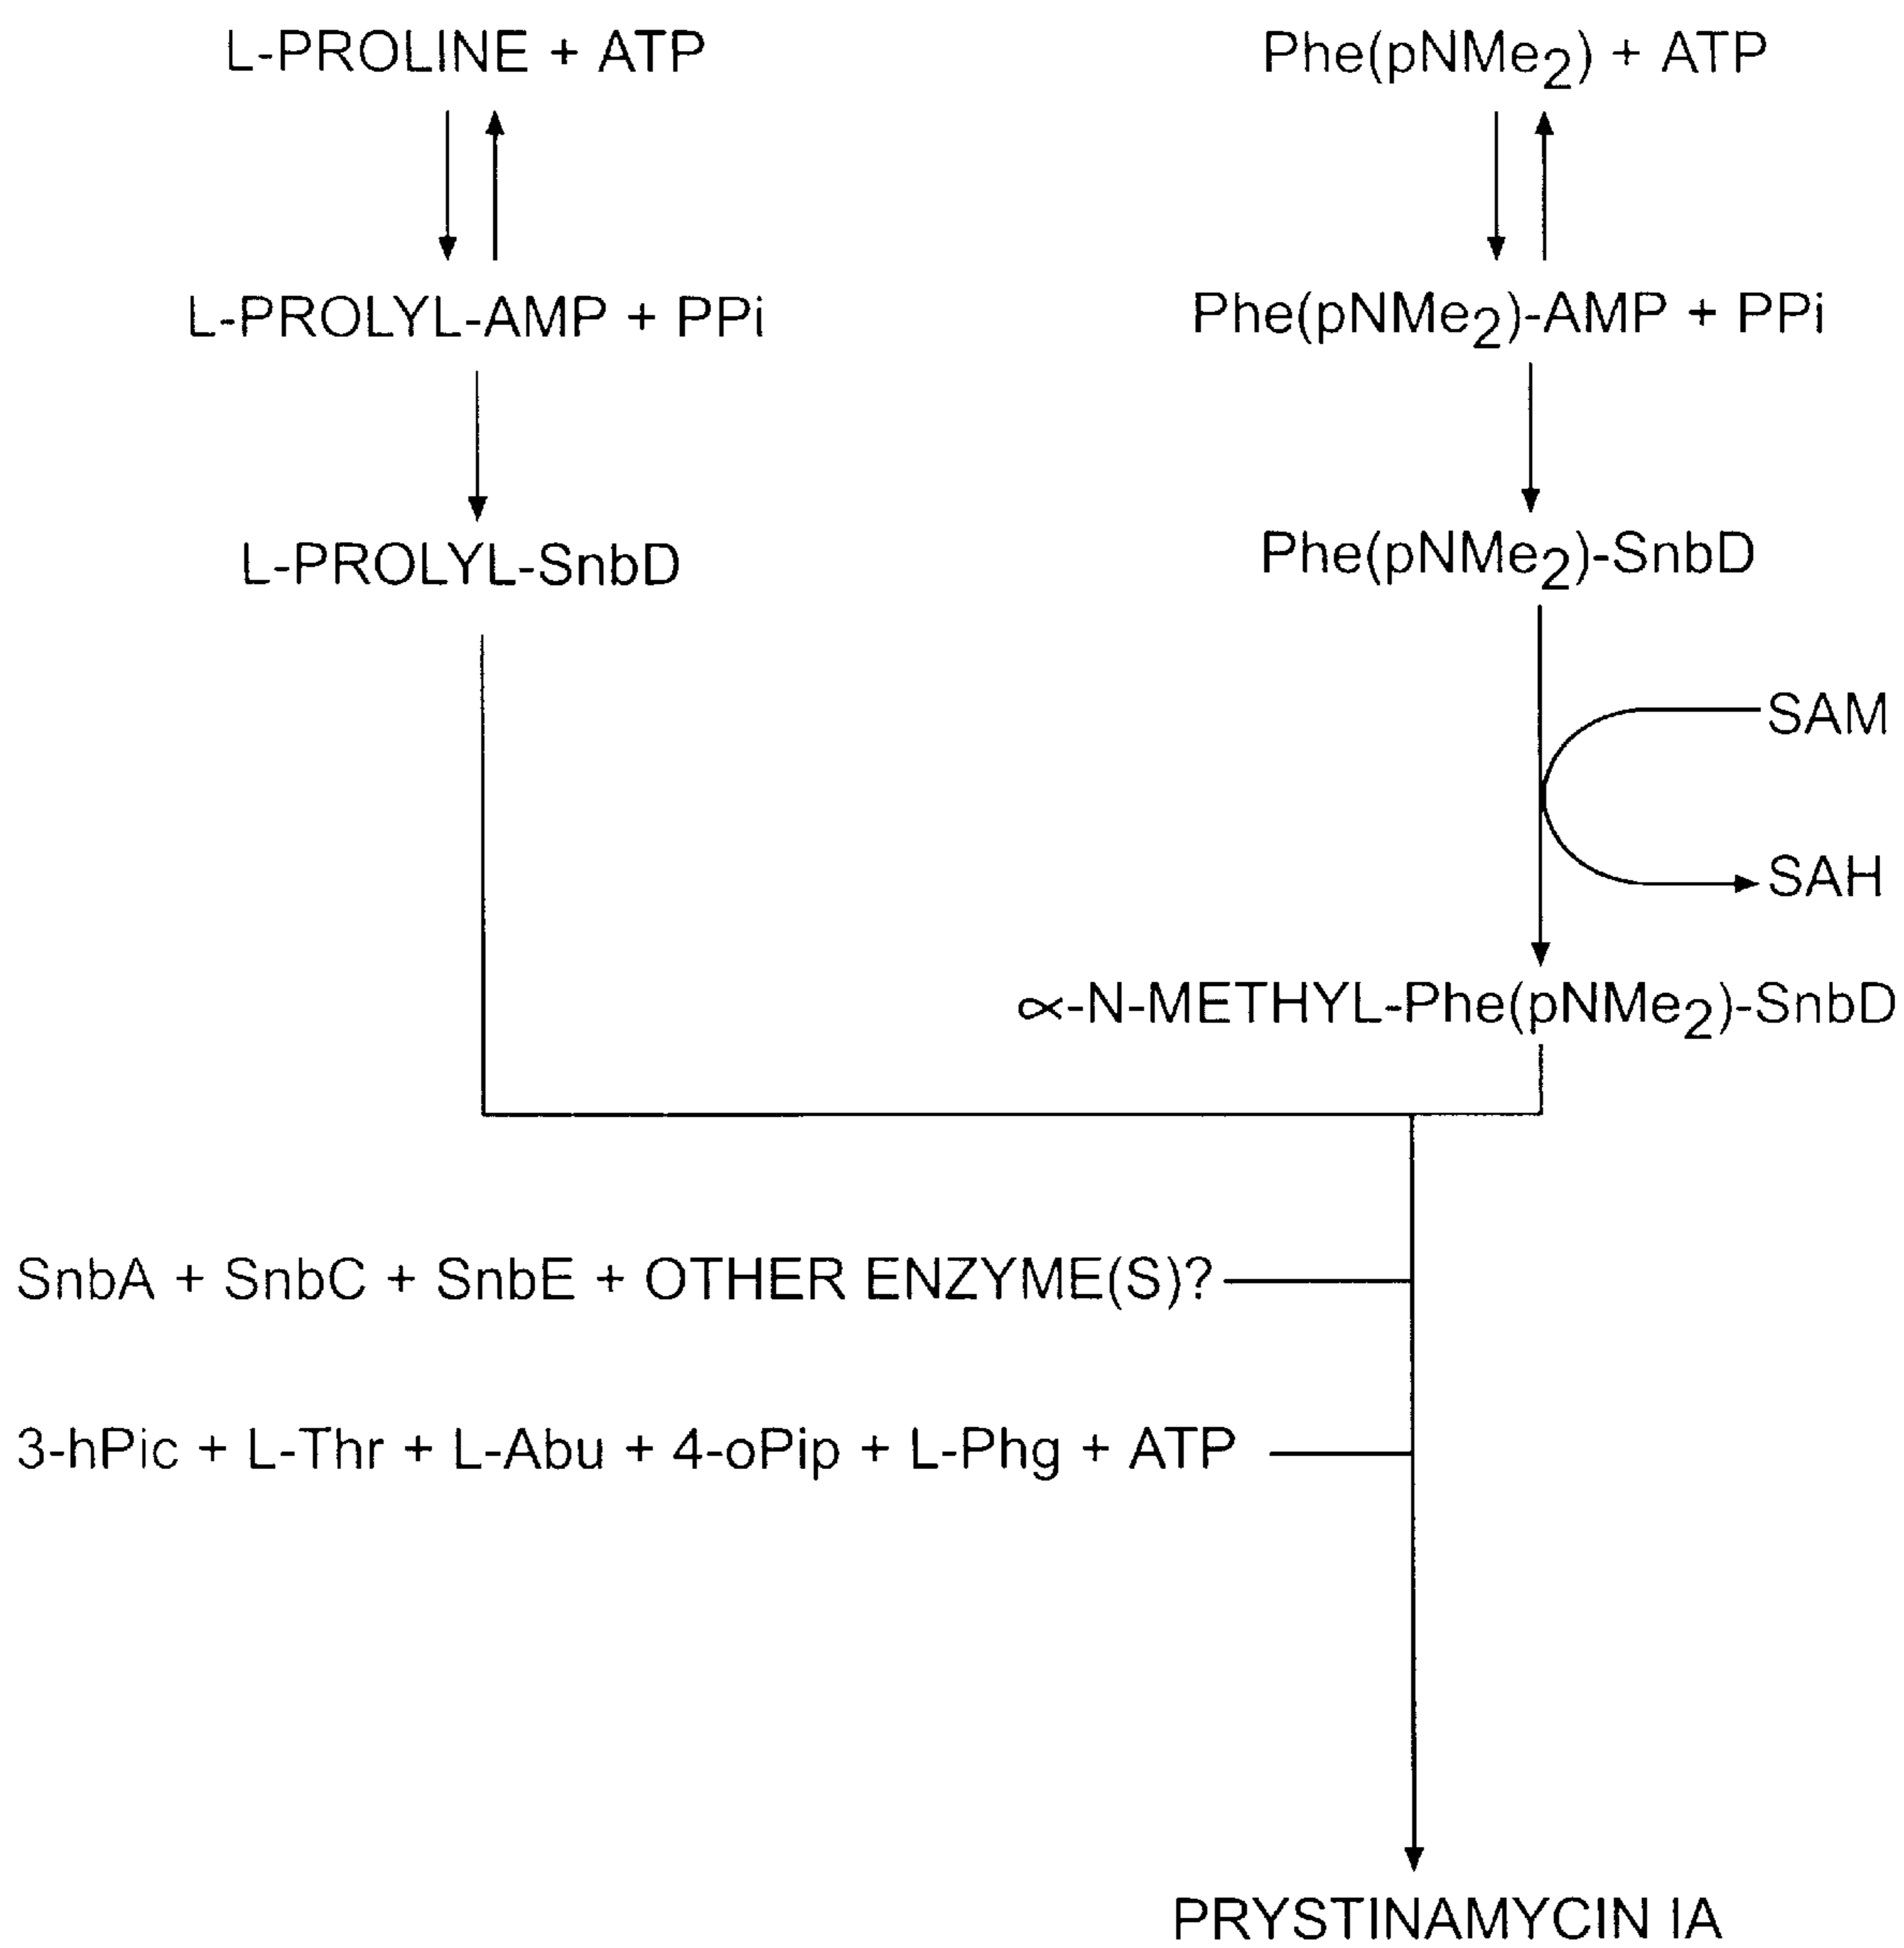 L-PROLINE + ATP
Phe(pNMe2) + ATP
L-PROLYL-AMP + PPi
Phe(pNMe2)-AMP + PPi
L-PROLYL-SnbD
Phe(pNMe2)-SnbD
SAM
SAH
∝-N-METHYL-Phe(pNMe2)-SnbD
SnbA + SnbC + SnbE + OTHER ENZYME(S)?
3-hPic + L-Thr + L-Abu + 4-oPip + L-Phg + ATP
PRYSTINAMYCIN IA